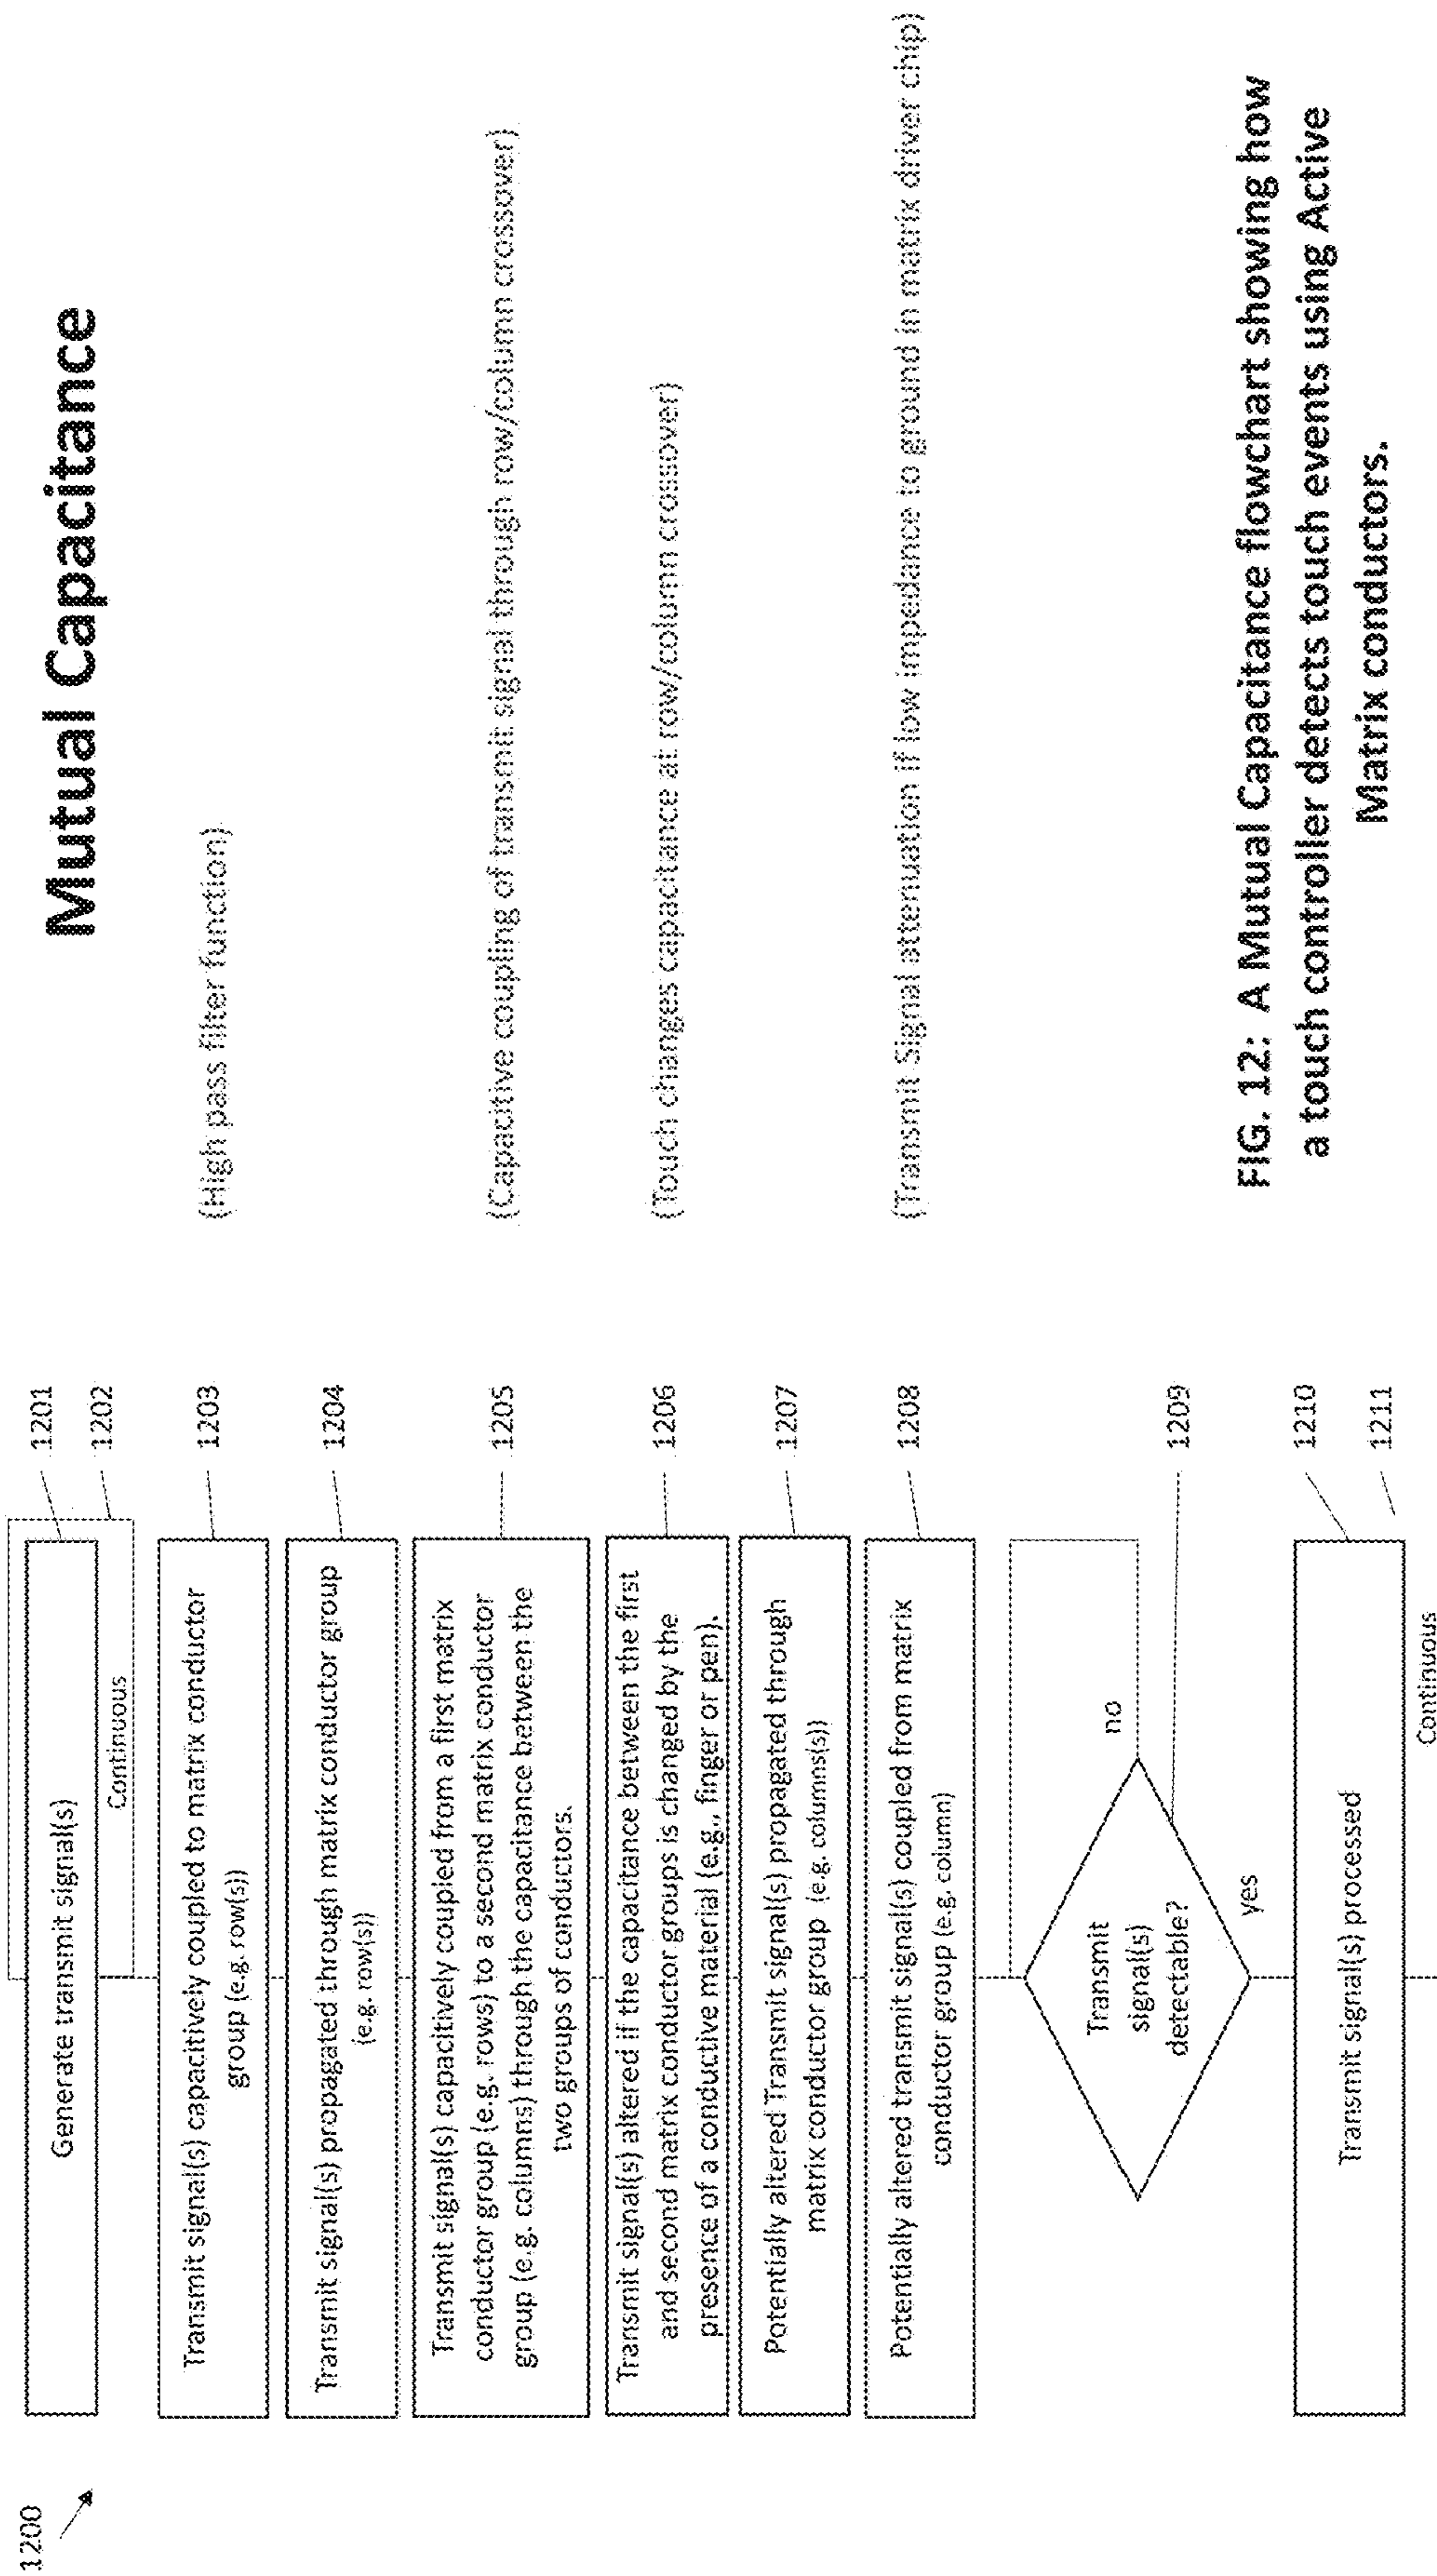 1200
Mutual Capacitance
Generate transmit signal(s)
1201
Continuous
1202
Transmit signal(s) capacitively coupled to matrix conductor
group (e.g. row(s))
1203
(High pass filter function)
Transmit signal(s) propagated through matrix conductor group
(e.g. row(s))
1204
Transmit signal(s) capacitively coupled from a first matrix
conductor group (e.g. rows) to a second matrix conductor
group (e.g. columns) through the capacitance between the
two groups of conductors.
1205
(Capacitive coupling of transmit signal through row/column crossover)
Transmit signal(s) altered if the capacitance between the first
and second matrix conductor groups is changed by the
presence of a conductive material (e.g., finger or pen).
1206
(Touch changes capacitance at row/column crossover)
Potentially altered Transmit signal(s) propagated through
matrix conductor group (e.g. columns(s))
1207
Potentially altered transmit signal(s) coupled from matrix
conductor group (e.g. column)
1208
(Transmit Signal attenuation if low impedance to ground in matrix driver chip)
Transmit
signal(s)
detectable?
no
yes
1209
Transmit signal(s) processed
1210
1211
Continuous
FIG. 12: A Mutual Capacitance flowchart showing how
a touch controller detects touch events using Active
Matrix conductors.